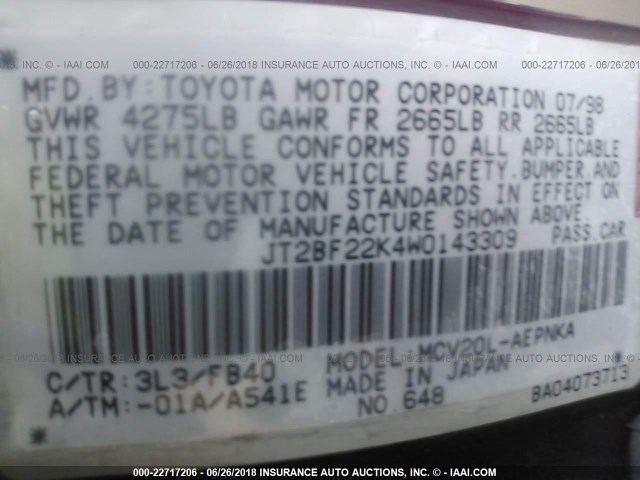 INC. - IAAI.COM 000-22717206 - 06/26/2018 INSURANCE AUTO AUCTIONS, INC. - IAAI.COM 000-22717206 - 06/
MFD.BY:TOYOTA MOTOR CORPORATION 07/98
GVWR 4275LB GAWR FR 2665LB RR 2665LB
THIS VEHICLE CONFORMS TO ALL APPLICABLE
FEDERAL MOTOR VEHICLE SAFETY,BUMPER,AND
THEFT PREVENTION STANDARDS IN EFFECT ON
THE DATE OF MANUFACTURE SHOWN ABOVE.
JT2BF22K4W0143309 PASS.CAR
C/TR:3L3/FB40 MODEL:MCV20L-AEPNKA
A/TM:-01A/A541E MADE IN JAPAN
NO 648 BA04073713
000-22717206 - 06/26/2018 INSURANCE AUTO AUCTIONS, INC. - IAAI.COM